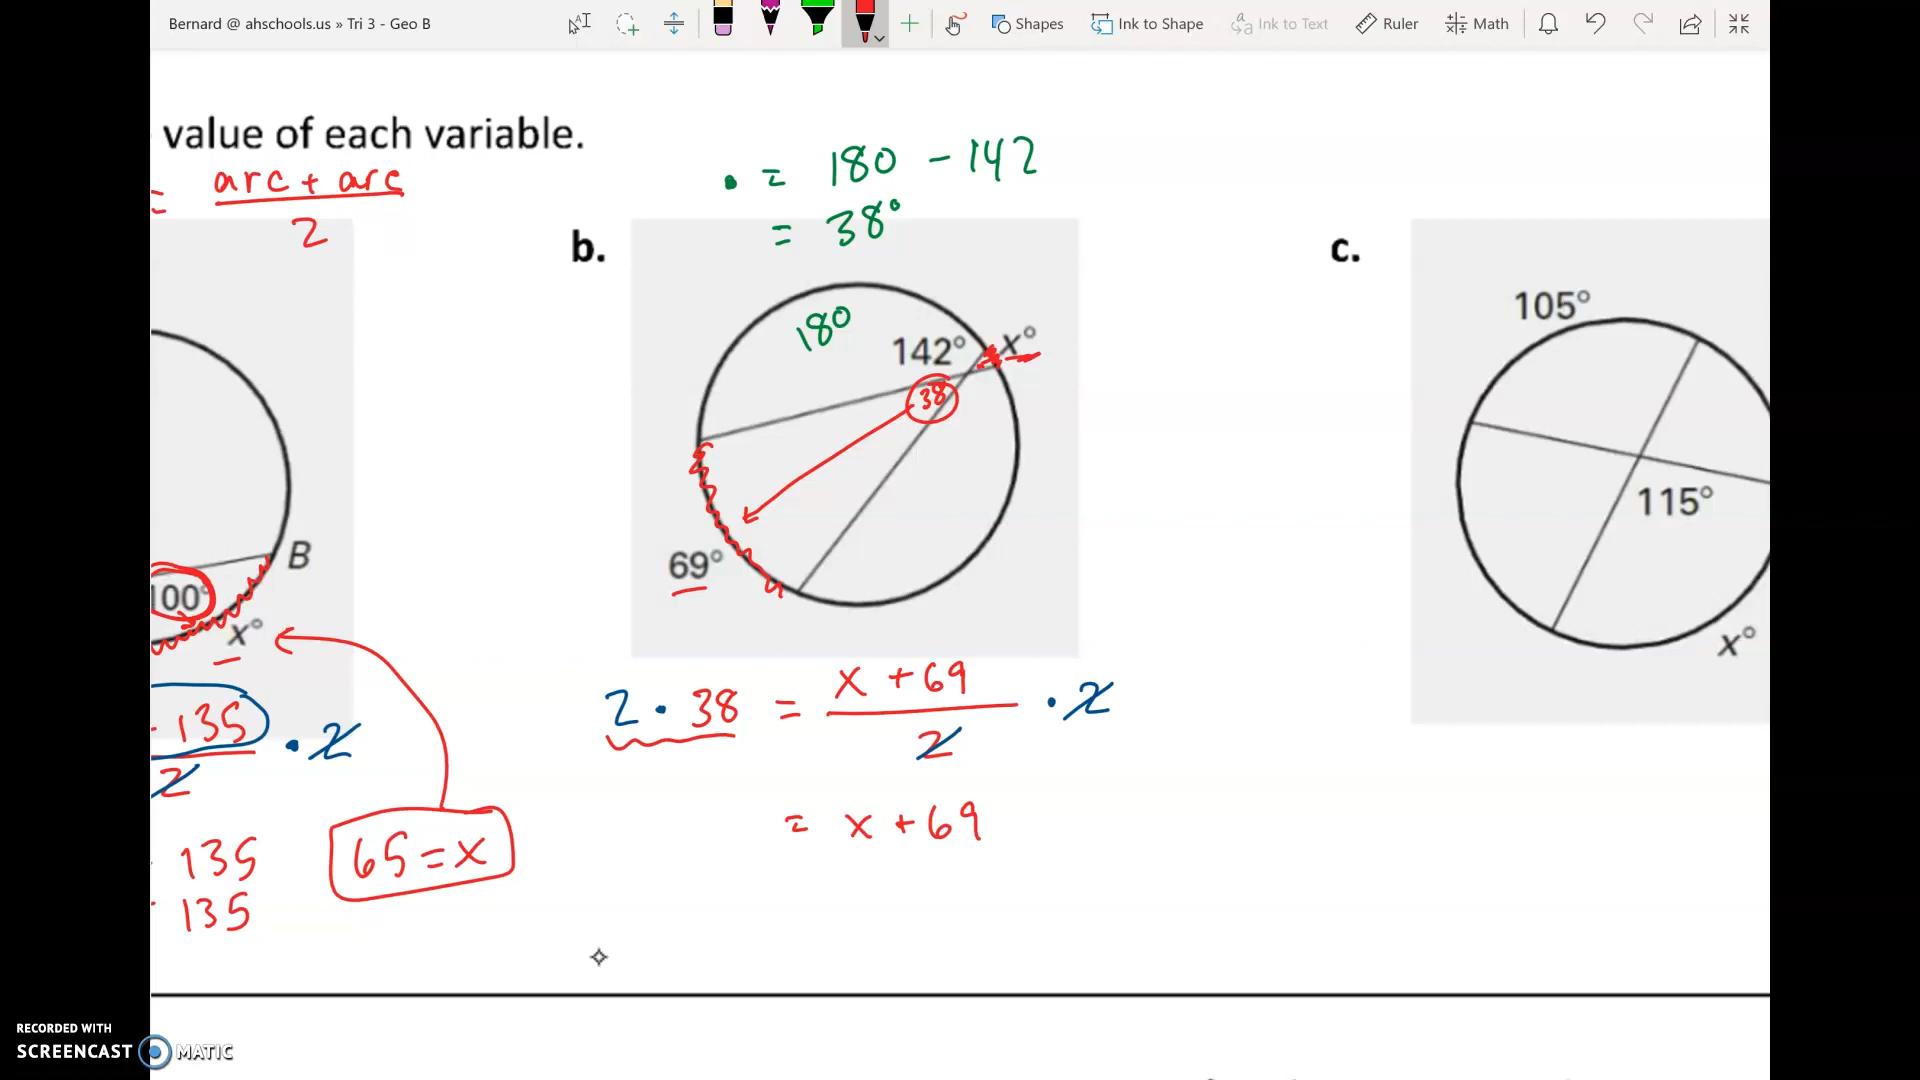 Bernard @ ahschools.us » Tri 3 - Geo B
Shapes
Ink to Shape
Ink to Text
Ruler
Math
value of each variable.
= arc + arc
2
• = 180 - 142
= 38°
b.
180
142°
x°
38
69°
c.
105°
115°
x°
B
100°
x°
2 • 38 = x + 69 • 2
2
= x + 69
135 • 2
2
135
135
65 = x
RECORDED WITH
SCREENCAST MATIC